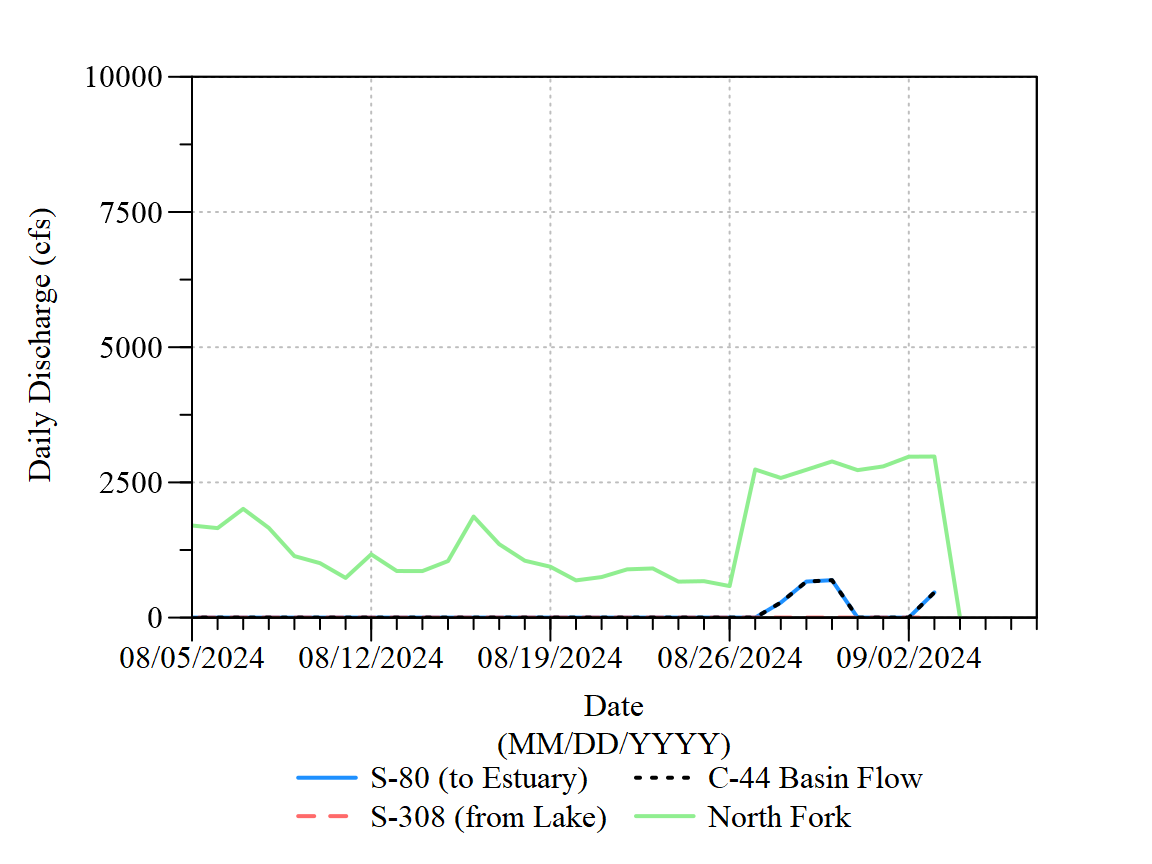 10000
7500
5000
2500
0
Daily Discharge (cfs)
08/05/2024 08/12/2024 08/19/2024 08/26/2024 09/02/2024
Date
(MM/DD/YYYY)
S-80 (to Estuary) C-44 Basin Flow
S-308 (from Lake) North Fork